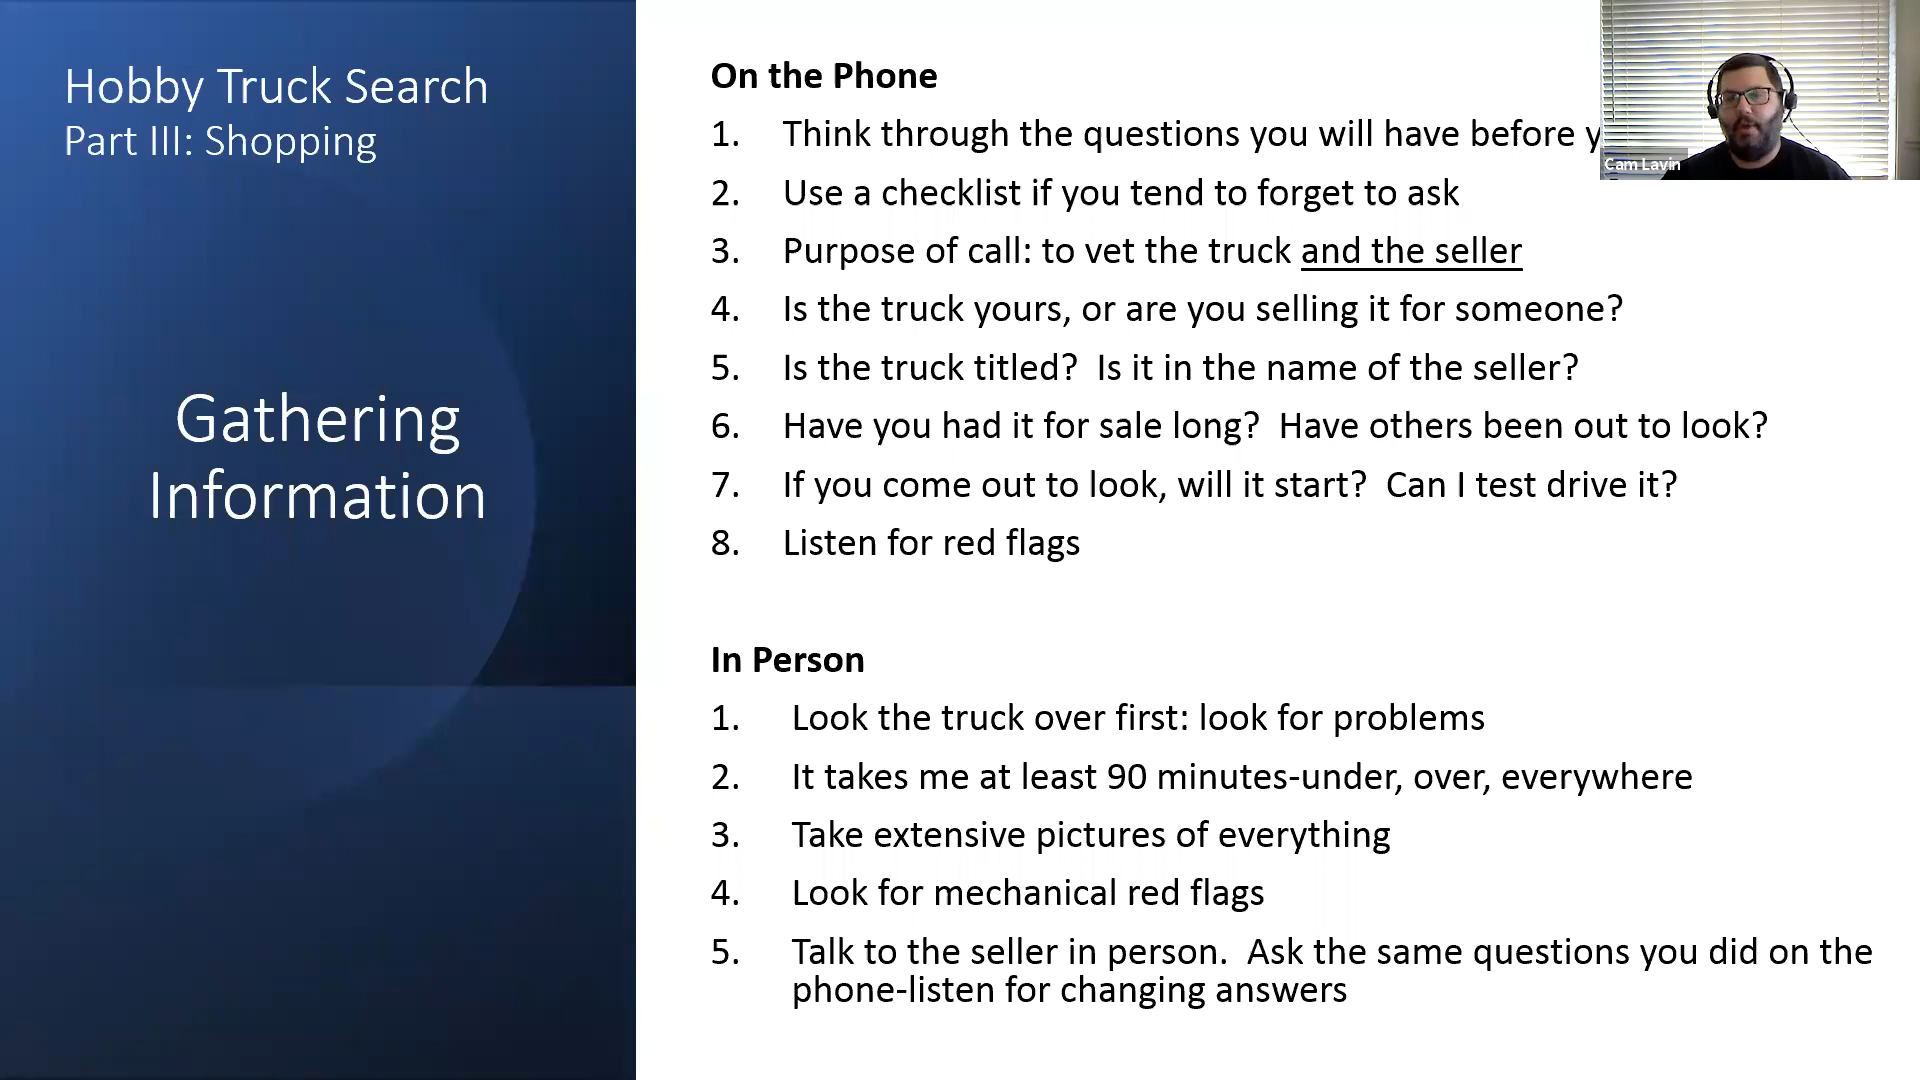 Hobby Truck Search
Part III: Shopping
Gathering
Information
On the Phone
1. Think through the questions you will have before
2. Use a checklist if you tend to forget to ask
3. Purpose of call: to vet the truck and the seller
4. Is the truck yours, or are you selling it for someone?
5. Is the truck titled?  Is it in the name of the seller?
6. Have you had it for sale long?  Have others been out to look?
7. If you come out to look, will it start?  Can I test drive it?
8. Listen for red flags
In Person
1. Look the truck over first: look for problems
2. It takes me at least 90 minutes-under, over, everywhere
3. Take extensive pictures of everything
4. Look for mechanical red flags
5. Talk to the seller in person.  Ask the same questions you did on the
phone-listen for changing answers
Cam Lavin